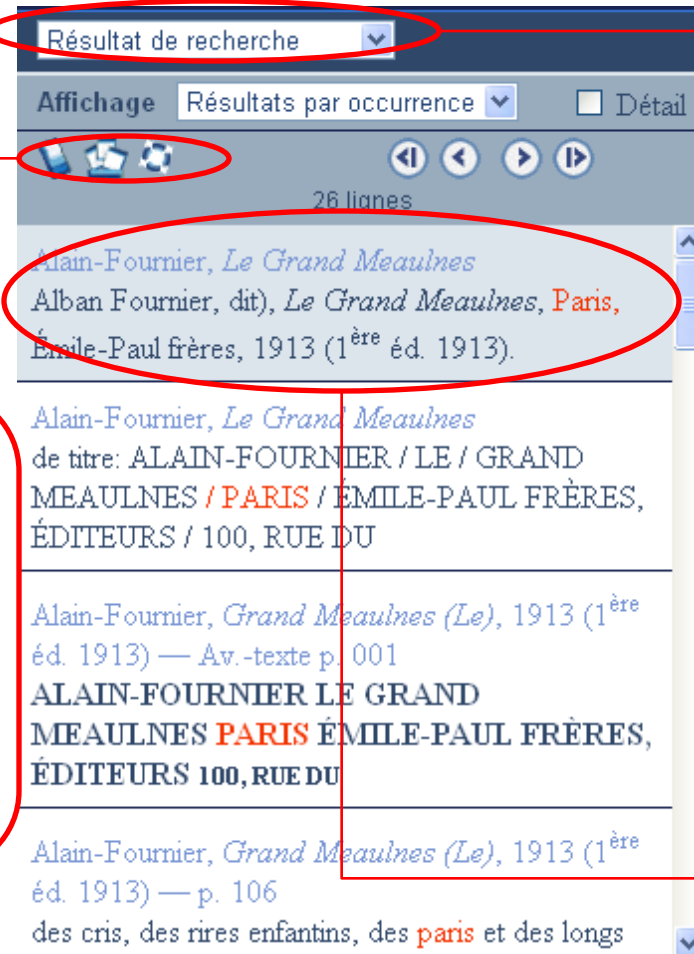 Résultat de recherche
Affichage Résultats par occurrence Détail
26 lignes
Alain-Fournier, Le Grand Meaulnes
Alban Fournier, dit), Le Grand Meaulnes, Paris,
Émile-Paul frères, 1913 (1ère éd. 1913).
Alain-Fournier, Le Grand Meaulnes
de titre: ALAIN-FOURNIER / LE / GRAND
MEAULNES / PARIS / ÉMILE-PAUL FRÈRES,
ÉDITEURS / 100, RUE DU
Alain-Fournier, Grand Meaulnes (Le), 1913 (1ère
éd. 1913) — Av.-texte p. 001
ALAIN-FOURNIER LE GRAND
MEAULNES PARIS ÉMILE-PAUL FRÈRES,
ÉDITEURS 100, RUE DU
Alain-Fournier, Grand Meaulnes (Le), 1913 (1ère
éd. 1913) — p. 106
des cris, des rires enfantins, des paris et des longs